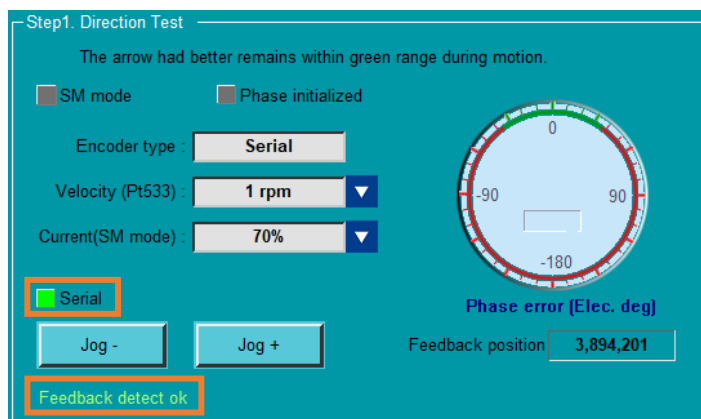 Step1. Direction Test
The arrow had better remains within green range during motion.
SM mode
Phase initialized
Encoder type : Serial
Velocity (Pt533) : 1 rpm
Current(SM mode) : 70%
0
-90
90
-180
Phase error (Elec. deg)
Serial
Jog -
Jog +
Feedback position 3,894,201
Feedback detect ok